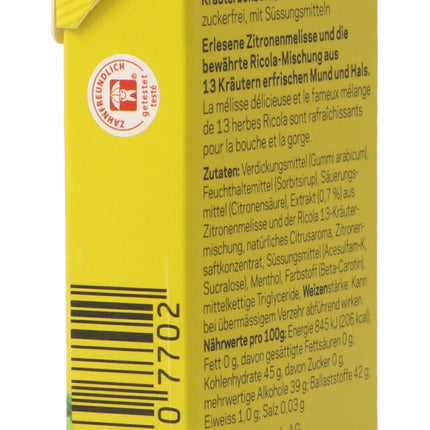 zuckerfrei, mit Süssungsmitteln
Erlesene Zitronenmelisse und die
bewährte Ricola-Mischung aus
13 Kräutern erfrischen Mund und Hals.
La mélisse délicieuse et le fameux mélange
de 13 herbes Ricola sont rafraîchissants
pour la bouche et la gorge.
Zutaten: Verdickungsmittel (Gummi arabicum),
Feuchthaltemittel (Sorbitsirup), Säuerungs-
mittel (Citronensäure), Extrakt (0,7 %) aus
Zitronenmelisse und der Ricola 13-Kräuter-
mischung, natürliches Citrusaroma, Zitronen-
saftkonzentrat, Süssungsmittel (Acesulfam-K,
Sucralose), Menthol, Farbstoff (Beta-Carotin),
mittelkettige Triglyceride, Weizenstärke. Kann
bei übermässigem Verzehr abführend wirken.
Nährwerte pro 100g: Energie 845 kJ (206 kcal);
Fett 0 g, davon gesättigte Fettsäuren 0 g;
Kohlenhydrate 45 g, davon Zucker 0 g,
mehrwertige Alkohole 39 g; Ballaststoffe 42 g;
Eiweiss 1,0 g; Salz 0,03 g
ZAHNFREUNDLICH
®
getestet
testé
07702